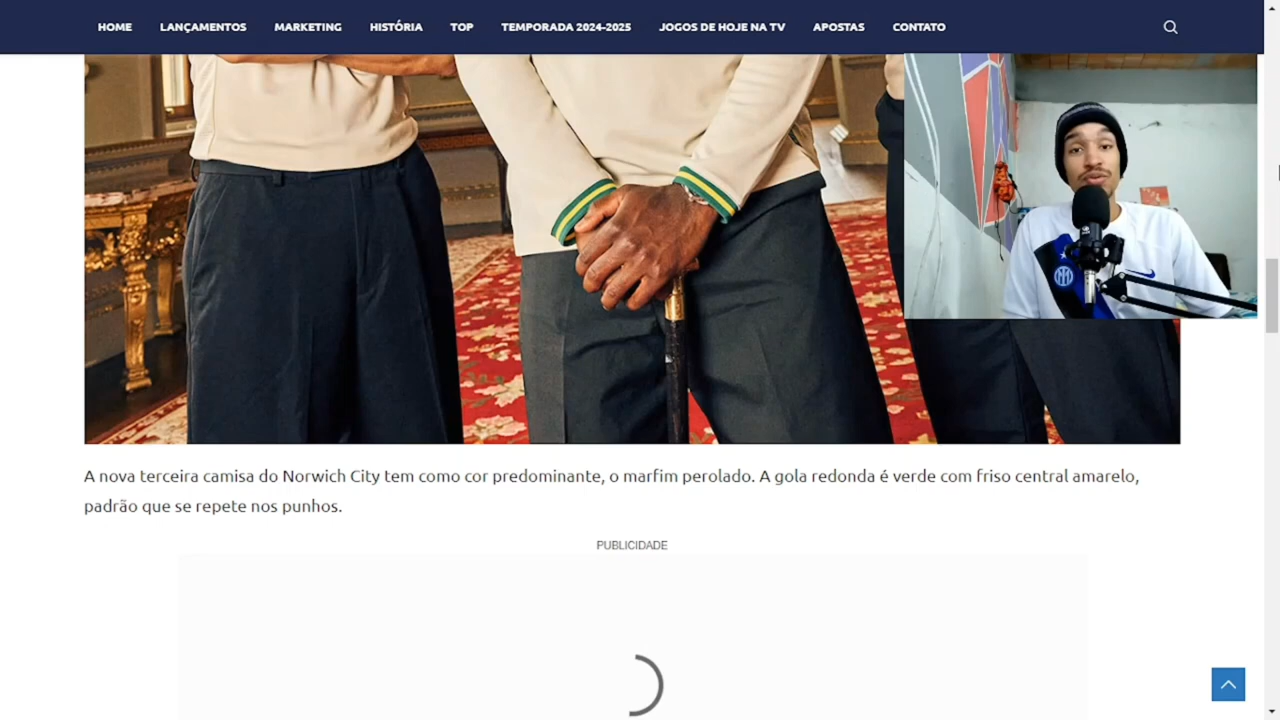 HOME LANÇAMENTOS MARKETING HISTÓRIA TOP TEMPORADA 2024-2025 JOGOS DE HOJE NA TV APOSTAS CONTATO
A nova terceira camisa do Norwich City tem como cor predominante, o marfim perolado. A gola redonda é verde com friso central amarelo,
padrão que se repete nos punhos.
PUBLICIDADE